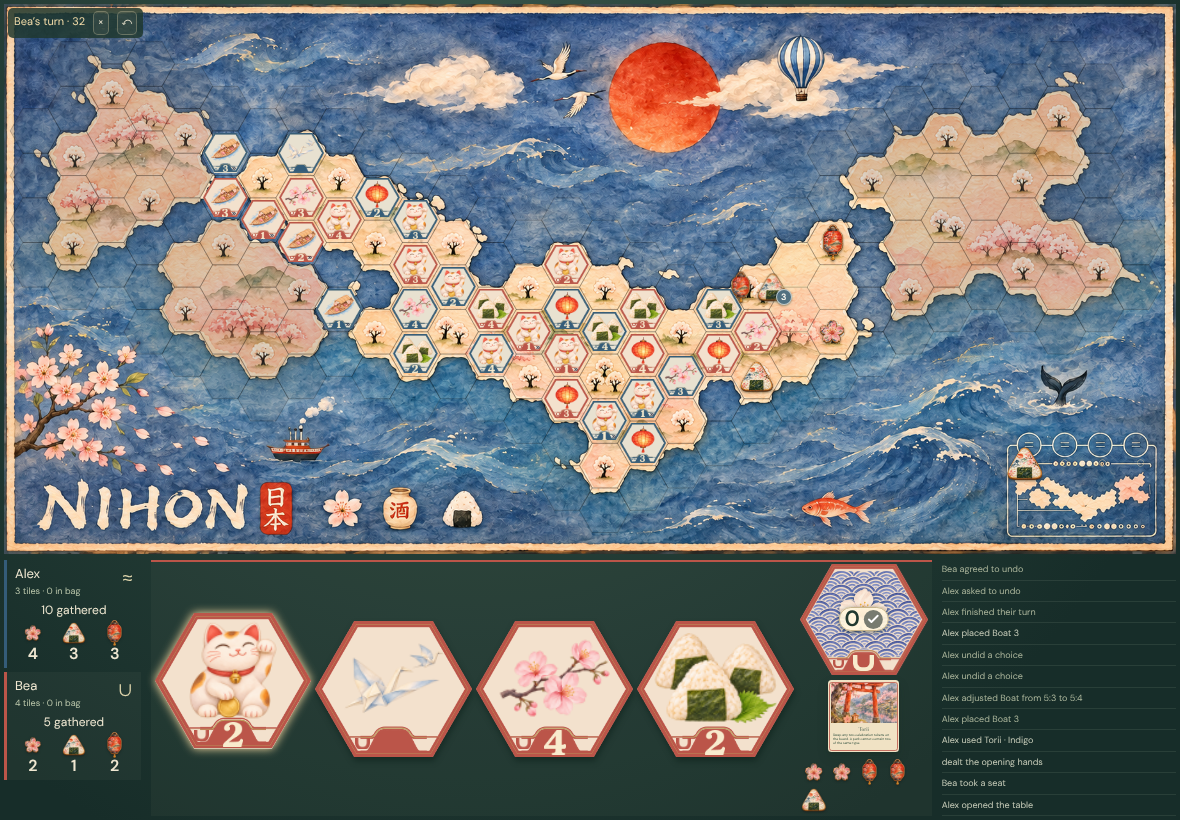 Bea's turn · 32
NIHON
日本
酒
Alex
3 tiles · 0 in bag
10 gathered
4 3 3
Bea
4 tiles · 0 in bag
5 gathered
2 1 2
2
4
2
0
Torii
Bea agreed to undo
Alex asked to undo
Alex finished their turn
Alex placed Boat 3
Alex undid a choice
Alex undid a choice
Alex adjusted Boat from 5:3 to 5:4
Alex placed Boat 3
Alex used Torii · Indigo
dealt the opening hands
Bea took a seat
Alex opened the table